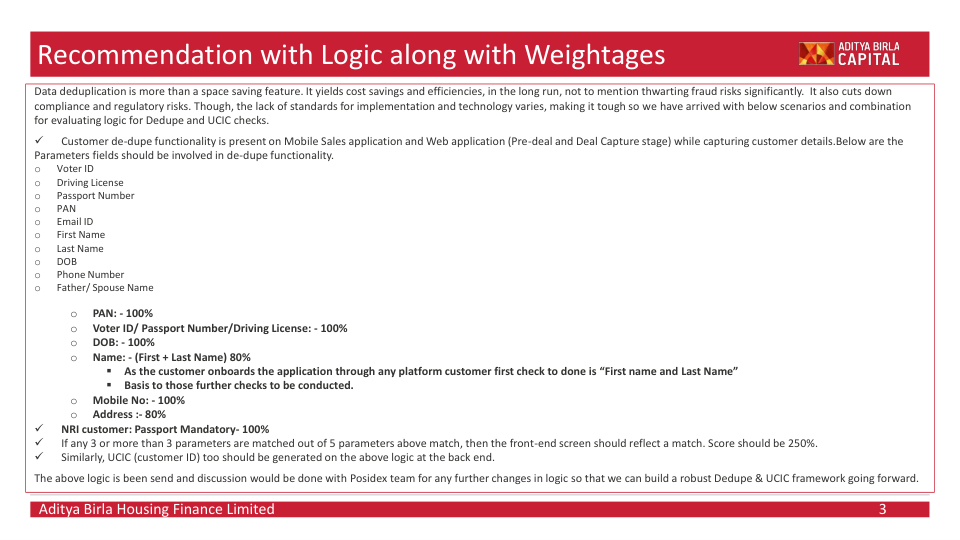 Recommendation with Logic along with Weightages
ADITYA BIRLA
CAPITAL
Data deduplication is more than a space saving feature. It yields cost savings and efficiencies, in the long run, not to mention thwarting fraud risks significantly.  It also cuts down
compliance and regulatory risks. Though, the lack of standards for implementation and technology varies, making it tough so we have arrived with below scenarios and combination
for evaluating logic for Dedupe and UCIC checks.
✓ Customer de-dupe functionality is present on Mobile Sales application and Web application (Pre-deal and Deal Capture stage) while capturing customer details.Below are the
Parameters fields should be involved in de-dupe functionality.
o Voter ID
o Driving License
o Passport Number
o PAN
o Email ID
o First Name
o Last Name
o DOB
o Phone Number
o Father/ Spouse Name
o PAN: - 100%
o Voter ID/ Passport Number/Driving License: - 100%
o DOB: - 100%
o Name: - (First + Last Name) 80%
▪ As the customer onboards the application through any platform customer first check to done is “First name and Last Name”
▪ Basis to those further checks to be conducted.
o Mobile No: - 100%
o Address :- 80%
✓ NRI customer: Passport Mandatory- 100%
✓ If any 3 or more than 3 parameters are matched out of 5 parameters above match, then the front-end screen should reflect a match. Score should be 250%.
✓ Similarly, UCIC (customer ID) too should be generated on the above logic at the back end.
The above logic is been send and discussion would be done with Posidex team for any further changes in logic so that we can build a robust Dedupe & UCIC framework going forward.
Aditya Birla Housing Finance Limited
3